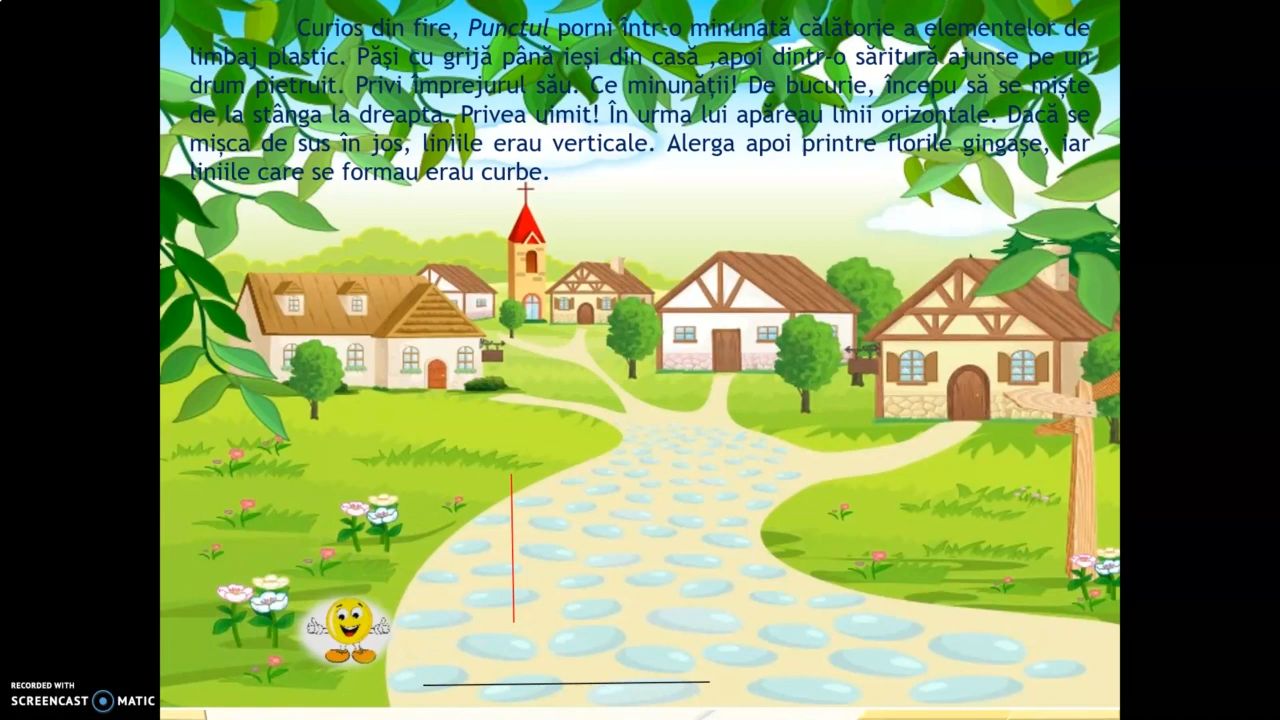 Curios din fire, Punctul porni într-o minunată călătorie a elementelor de
limbaj plastic. Păși cu grijă până ieși din casă ,apoi dintr-o săritură ajunse pe un
drum pietruit. Privi împrejurul său. Ce minunății! De bucurie, începu să se miște
de la stânga la dreapta. Privea uimit! În urma lui apăreau linii orizontale. Dacă se
mișca de sus în jos, liniile erau verticale. Alerga apoi printre florile gingașe, iar
liniile care se formau erau curbe.
RECORDED WITH
SCREENCAST MATIC